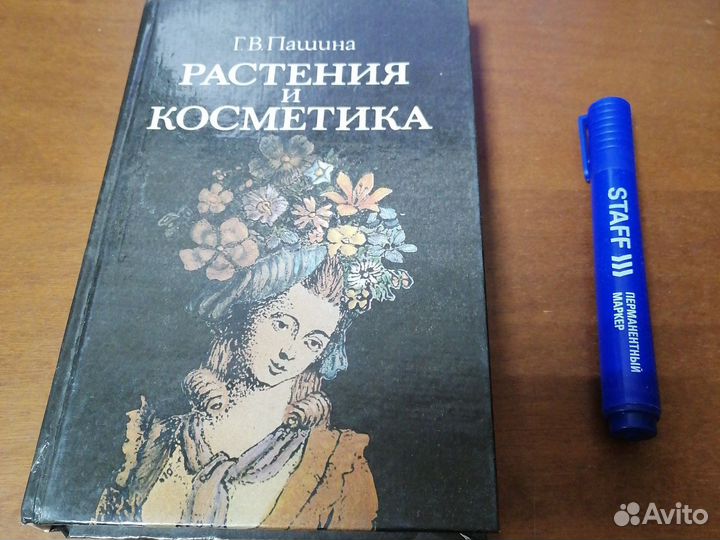 Г.В.Пашина
РАСТЕНИЯ
И
КОСМЕТИКА
STAFF
ПЕРМАНЕНТНЫЙ
МАРКЕР
Avito